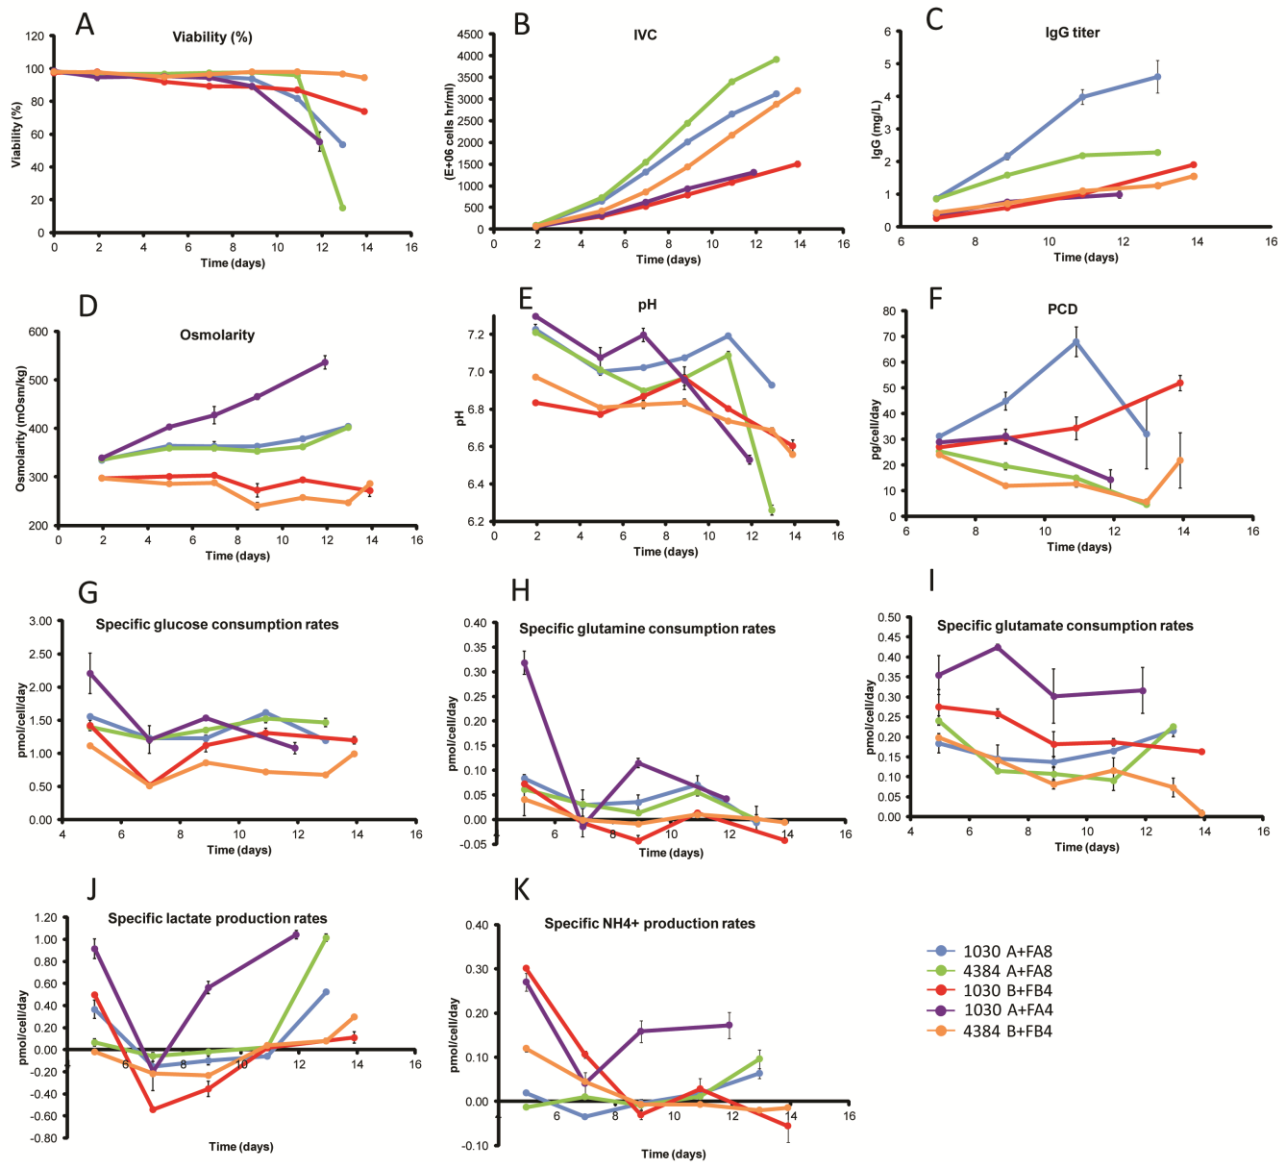 A
Viability (%)
Viability (%)
120
100
80
60
40
20
0
0 2 4 6 8 10 12 14 16
Time (days)
B
IVC
(E+06 cells hr/ml)
4500
4000
3500
3000
2500
2000
1500
1000
500
0
0 2 4 6 8 10 12 14 16
Time (days)
C
IgG titer
IgG (mg/L)
6
5
4
3
2
1
0
6 8 10 12 14 16
Time (days)
D
Osmolarity
Osmolarity (mOsm/kg)
600
500
400
300
200
0 2 4 6 8 10 12 14 16
Time (days)
E
pH
pH
7.2
7.0
6.8
6.6
6.4
6.2
0 2 4 6 8 10 12 14 16
Time (days)
F
PCD
pg/cell/day
80
70
60
50
40
30
20
10
0
6 8 10 12 14 16
Time (days)
G
Specific glucose consumption rates
pmol/cell/day
3.00
2.50
2.00
1.50
1.00
0.50
0.00
4 6 8 10 12 14 16
Time (days)
H
Specific glutamine consumption rates
pmol/cell/day
0.40
0.35
0.30
0.25
0.20
0.15
0.10
0.05
0.00
-0.05
4 6 8 10 12 14 16
Time (days)
I
Specific glutamate consumption rates
pmol/cell/day
0.50
0.45
0.40
0.35
0.30
0.25
0.20
0.15
0.10
0.05
0.00
4 6 8 10 12 14 16
Time (days)
J
Specific lactate production rates
pmol/cell/day
1.20
1.00
0.80
0.60
0.40
0.20
0.00
-0.20
-0.40
-0.60
-0.80
6 8 10 12 14 16
Time (days)
K
Specific NH4+ production rates
pmol/cell/day
0.40
0.30
0.20
0.10
0.00
-0.10
4 6 8 10 12 14 16
Time (days)
1030 A+FA8
4384 A+FA8
1030 B+FB4
1030 A+FA4
4384 B+FB4